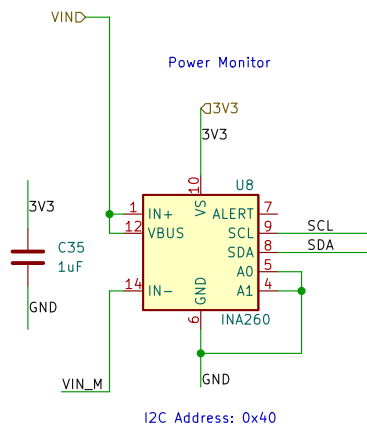 VIN
Power Monitor
3V3
3V3
U8
10
VS
1 IN+
ALERT 7
12 VBUS
SCL 9
SCL
SDA 8
SDA
A0 5
14 IN-
A1 4
GND
6
INA260
3V3
C35
1uF
GND
VIN_M
GND
I2C Address: 0x40